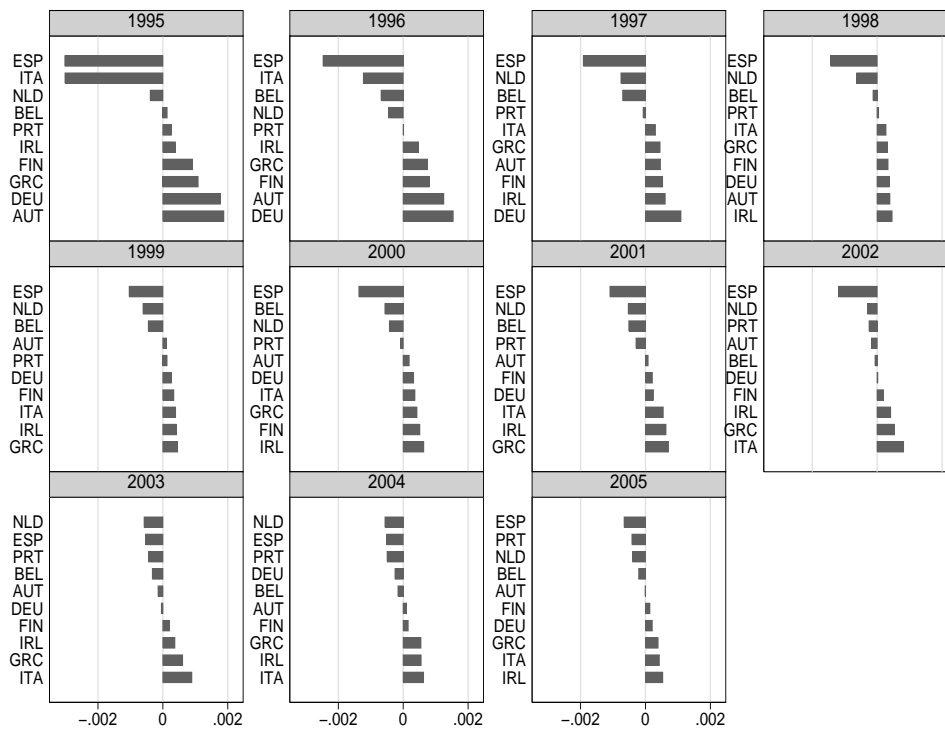 1995
ESP
ITA
NLD
BEL
PRT
IRL
FIN
GRC
DEU
AUT
1996
ESP
ITA
BEL
NLD
PRT
IRL
GRC
FIN
AUT
DEU
1997
ESP
NLD
BEL
PRT
ITA
GRC
AUT
FIN
IRL
DEU
1998
ESP
NLD
BEL
PRT
ITA
GRC
FIN
DEU
AUT
IRL
1999
ESP
NLD
BEL
AUT
PRT
DEU
FIN
ITA
IRL
GRC
2000
ESP
BEL
NLD
PRT
AUT
DEU
ITA
GRC
FIN
IRL
2001
ESP
NLD
BEL
PRT
AUT
FIN
DEU
ITA
IRL
GRC
2002
ESP
NLD
PRT
AUT
BEL
DEU
FIN
IRL
GRC
ITA
2003
NLD
ESP
PRT
BEL
AUT
DEU
FIN
IRL
GRC
ITA
-.002 0 .002
2004
NLD
ESP
PRT
DEU
BEL
AUT
FIN
GRC
IRL
ITA
-.002 0 .002
2005
ESP
PRT
NLD
BEL
AUT
FIN
DEU
GRC
ITA
IRL
-.002 0 .002